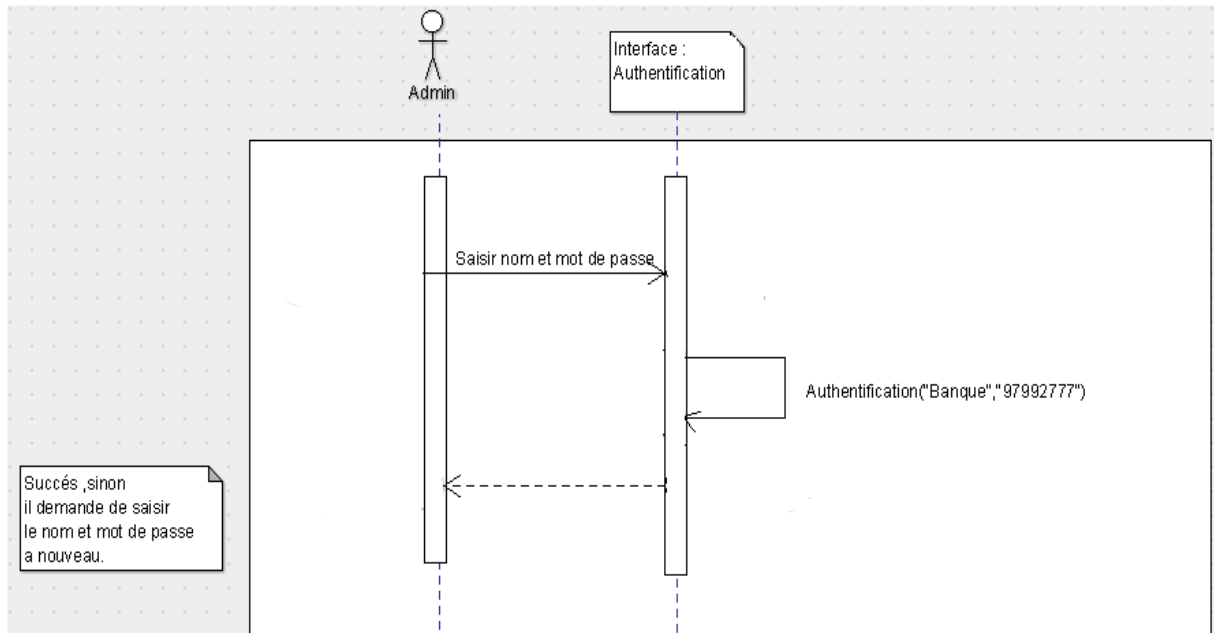 Admin
Interface :
Authentification
Saisir nom et mot de passe
Authentification("Banque","97992777")
Succés ,sinon
il demande de saisir
le nom et mot de passe
a nouveau.